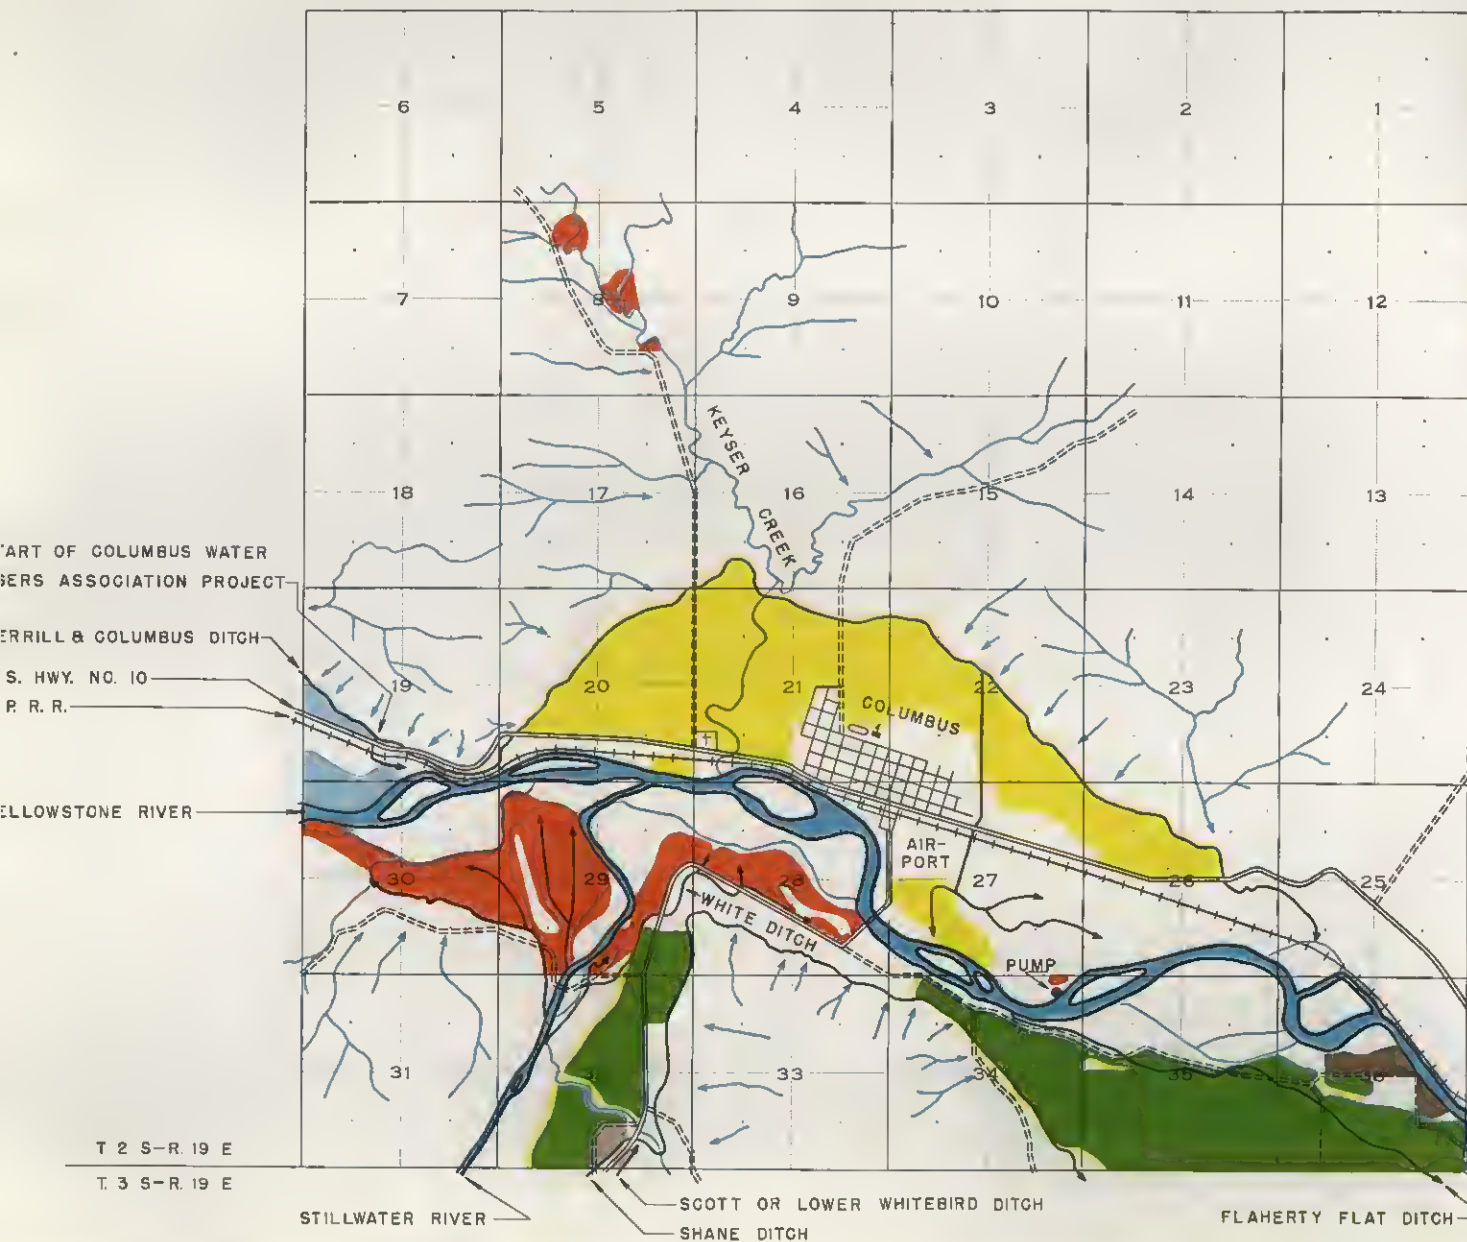 6 5 4 3 2 1
7 8 9 10 11 12
KEYSER
CREEK
18 17 16 15 14 13
TART OF COLUMBUS WATER
SERS ASSOCIATION PROJECT
ERRILL & COLUMBUS DITCH
S. HWY. NO. 10
P. R. R.
19 20 21 22 23 24
COLUMBUS
ELLOWSTONE RIVER
AIR-
PORT
30 29 28 27 26 25
WHITE DITCH
PUMP
31 33 34 35 36
T 2 S-R. 19 E
T. 3 S-R. 19 E
SCOTT OR LOWER WHITEBIRD DITCH
STILLWATER RIVER
SHANE DITCH
FLAHERTY FLAT DITCH